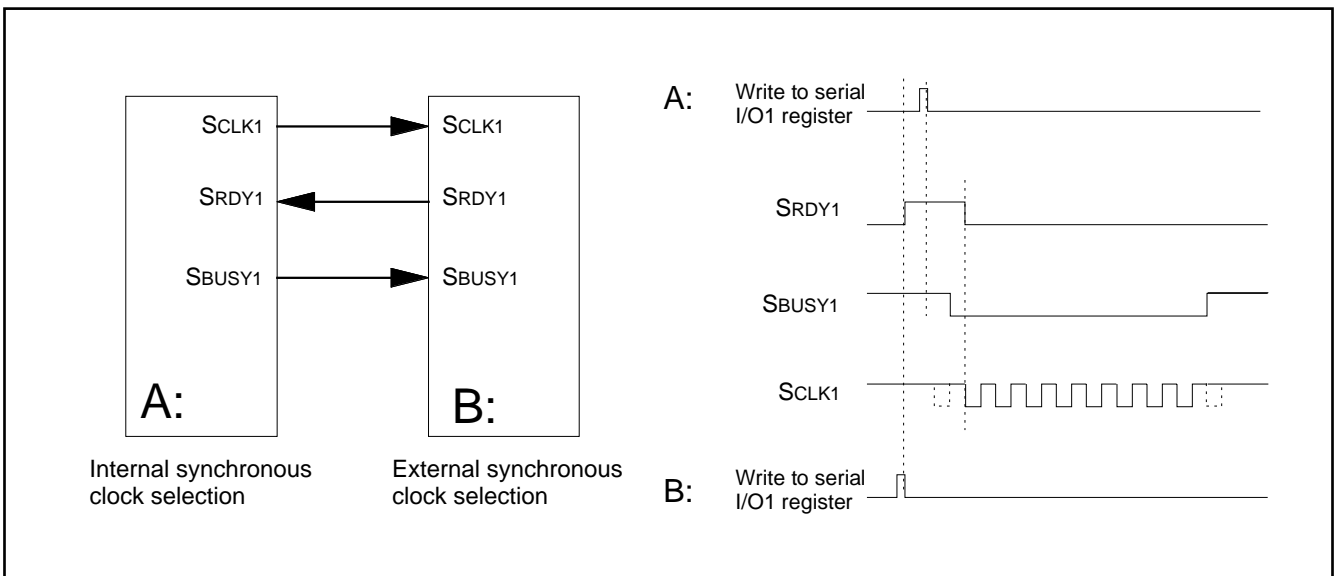 SCLK1
SRDY1
SBUSY1
A:
Internal synchronous
clock selection
SCLK1
SRDY1
SBUSY1
B:
External synchronous
clock selection
A:
Write to serial
I/O1 register
SRDY1
SBUSY1
SCLK1
B:
Write to serial
I/O1 register